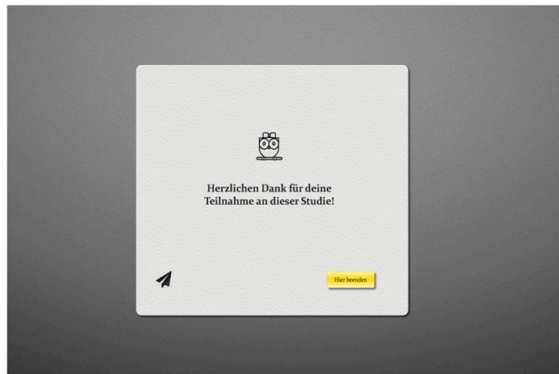 Herzlichen Dank für deine
Teilnahme an dieser Studie!
Hier beenden